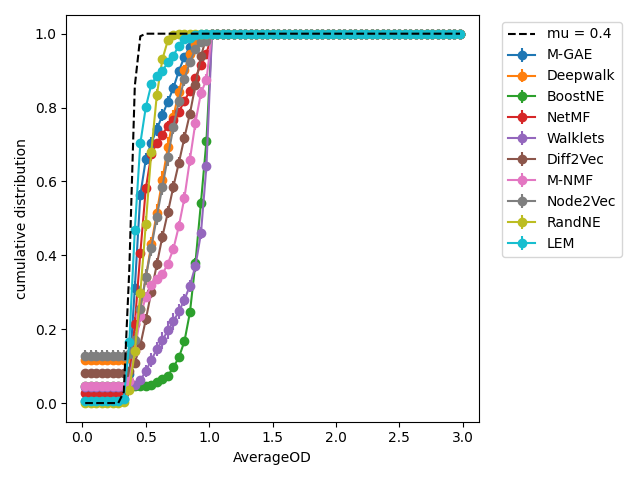 1.0
0.8
0.6
0.4
0.2
0.0
cumulative distribution
0.0 0.5 1.0 1.5 2.0 2.5 3.0
AverageOD
mu = 0.4
M-GAE
Deepwalk
BoostNE
NetMF
Walklets
Diff2Vec
M-NMF
Node2Vec
RandNE
LEM